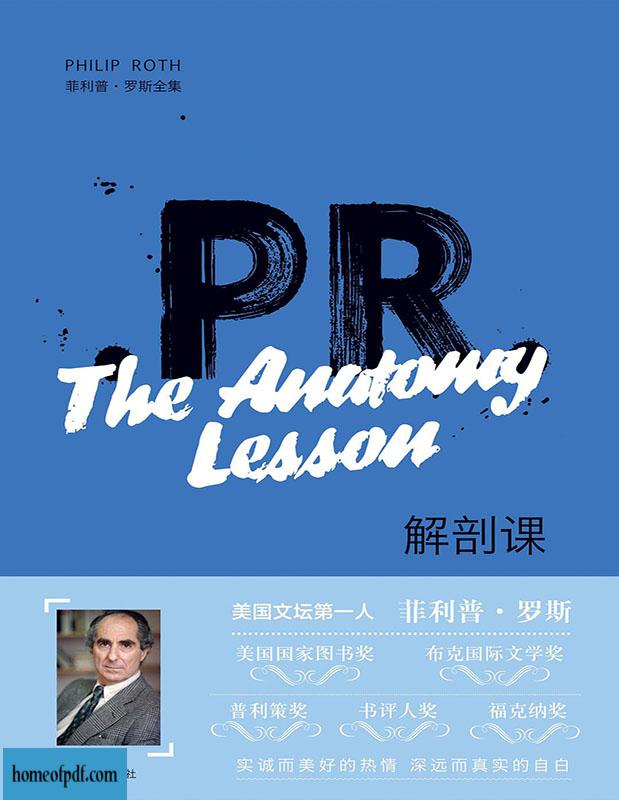 PHILIP ROTH
菲利普·罗斯全集
PR
The Anatomy
Lesson
解剖课
美国文坛第一人 菲利普·罗斯
美国国家图书奖 布克国际文学奖
普利策奖 书评人奖 福克纳奖
实诚而美好的热情 深远而真实的自白
社
homeofpdf.com